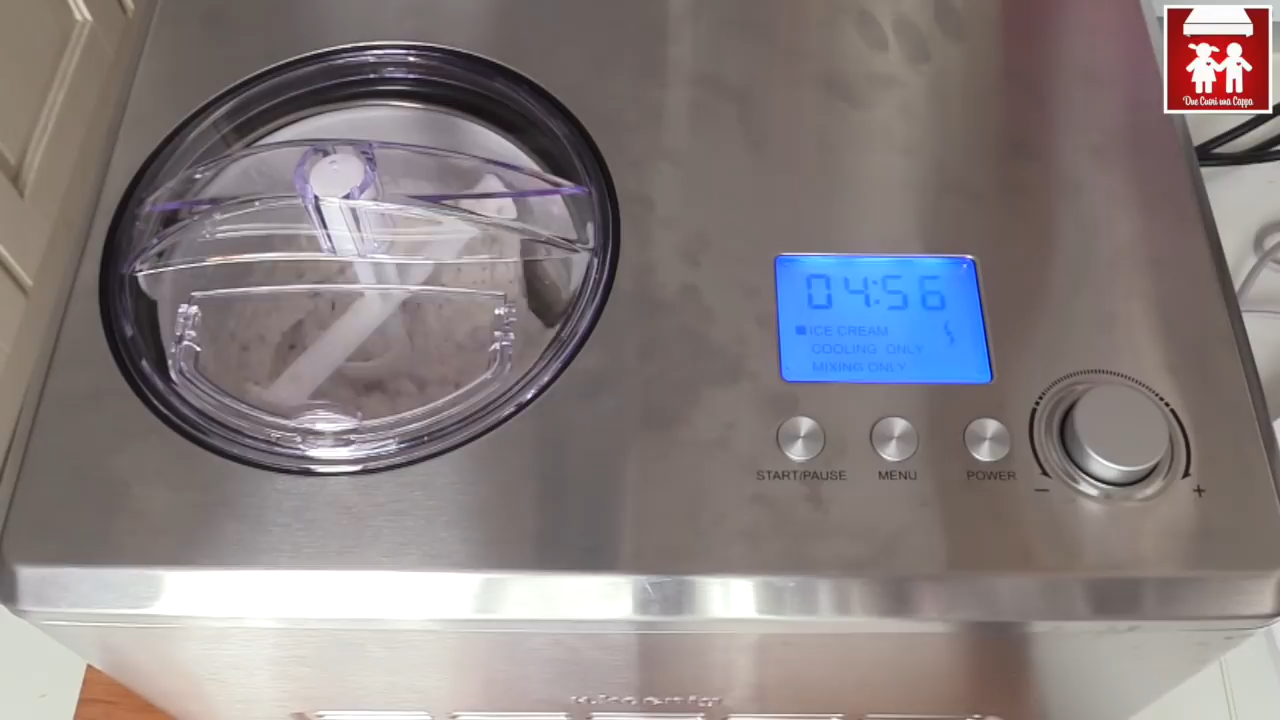 Due Cuori una Cappa
04:56
ICE CREAM
COOLING ONLY
MIXING ONLY
START/PAUSE
MENU
POWER
− +